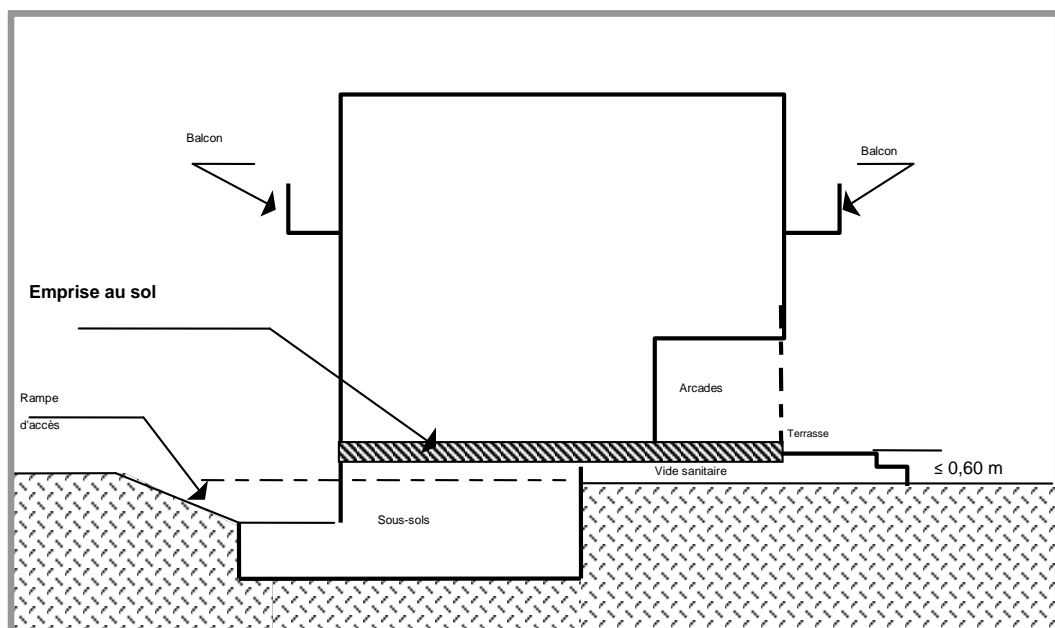 Balcon
Balcon
Emprise au sol
Arcades
Rampe
d'accès
Terrasse
≤ 0,60 m
Vide sanitaire
Sous-sols